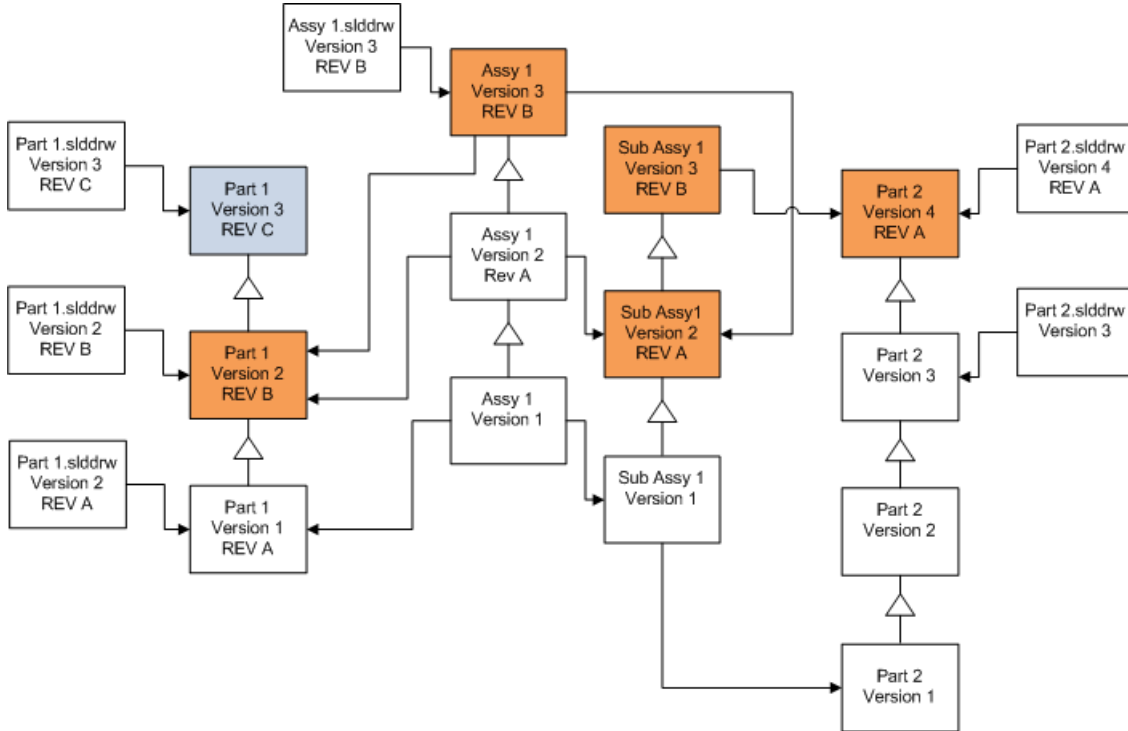 Assy 1.slddrw
Version 3
REV B
Assy 1
Version 3
REV B
Part 1.slddrw
Version 3
REV C
Part 1
Version 3
REV C
Sub Assy 1
Version 3
REV B
Part 2
Version 4
REV A
Part 2.slddrw
Version 4
REV A
Assy 1
Version 2
Rev A
Part 1.slddrw
Version 2
REV B
Part 1
Version 2
REV B
Sub Assy1
Version 2
REV A
Part 2
Version 3
Part 2.slddrw
Version 3
Assy 1
Version 1
Part 1.slddrw
Version 2
REV A
Part 1
Version 1
REV A
Sub Assy 1
Version 1
Part 2
Version 2
Part 2
Version 1